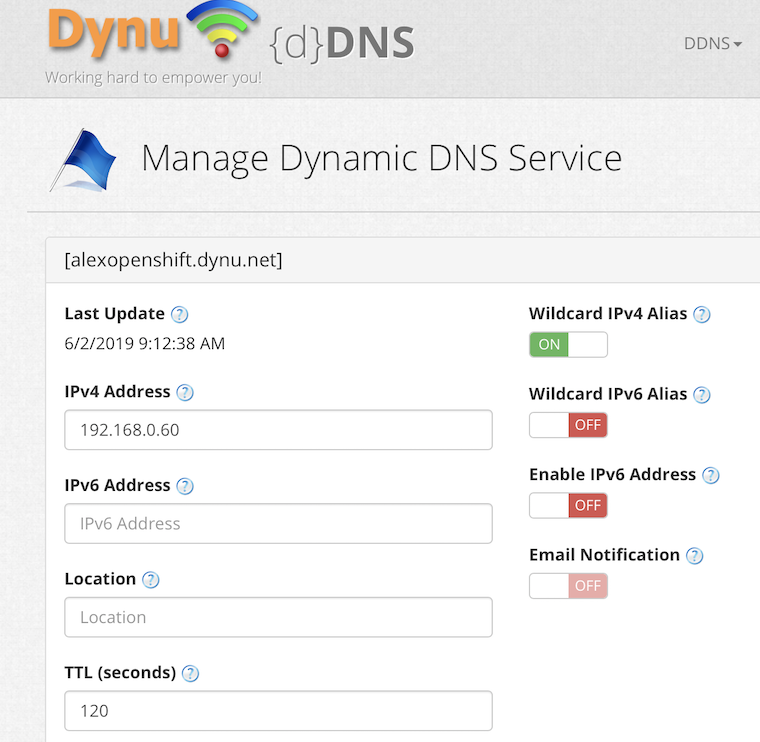 Dynu {d}DNS
Working hard to empower you!
DDNS
Manage Dynamic DNS Service
[alexopenshift.dynu.net]
Last Update ?
6/2/2019 9:12:38 AM
IPv4 Address ?
192.168.0.60
IPv6 Address ?
IPv6 Address
Location ?
Location
TTL (seconds) ?
120
Wildcard IPv4 Alias ?
ON
Wildcard IPv6 Alias ?
OFF
Enable IPv6 Address ?
OFF
Email Notification ?
OFF